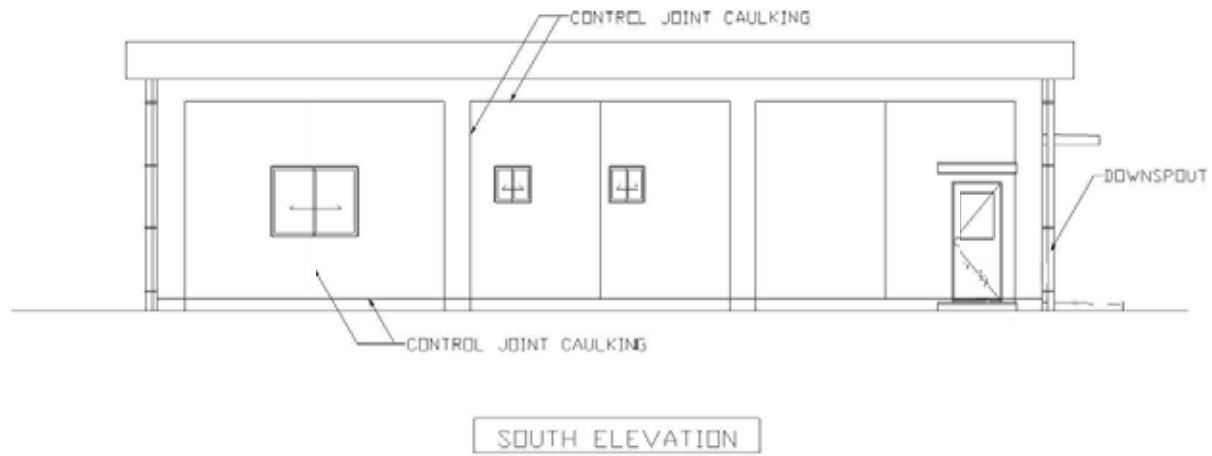 CONTROL JOINT CAULKING
DOWNSPOUT
CONTROL JOINT CAULKING
SOUTH ELEVATION